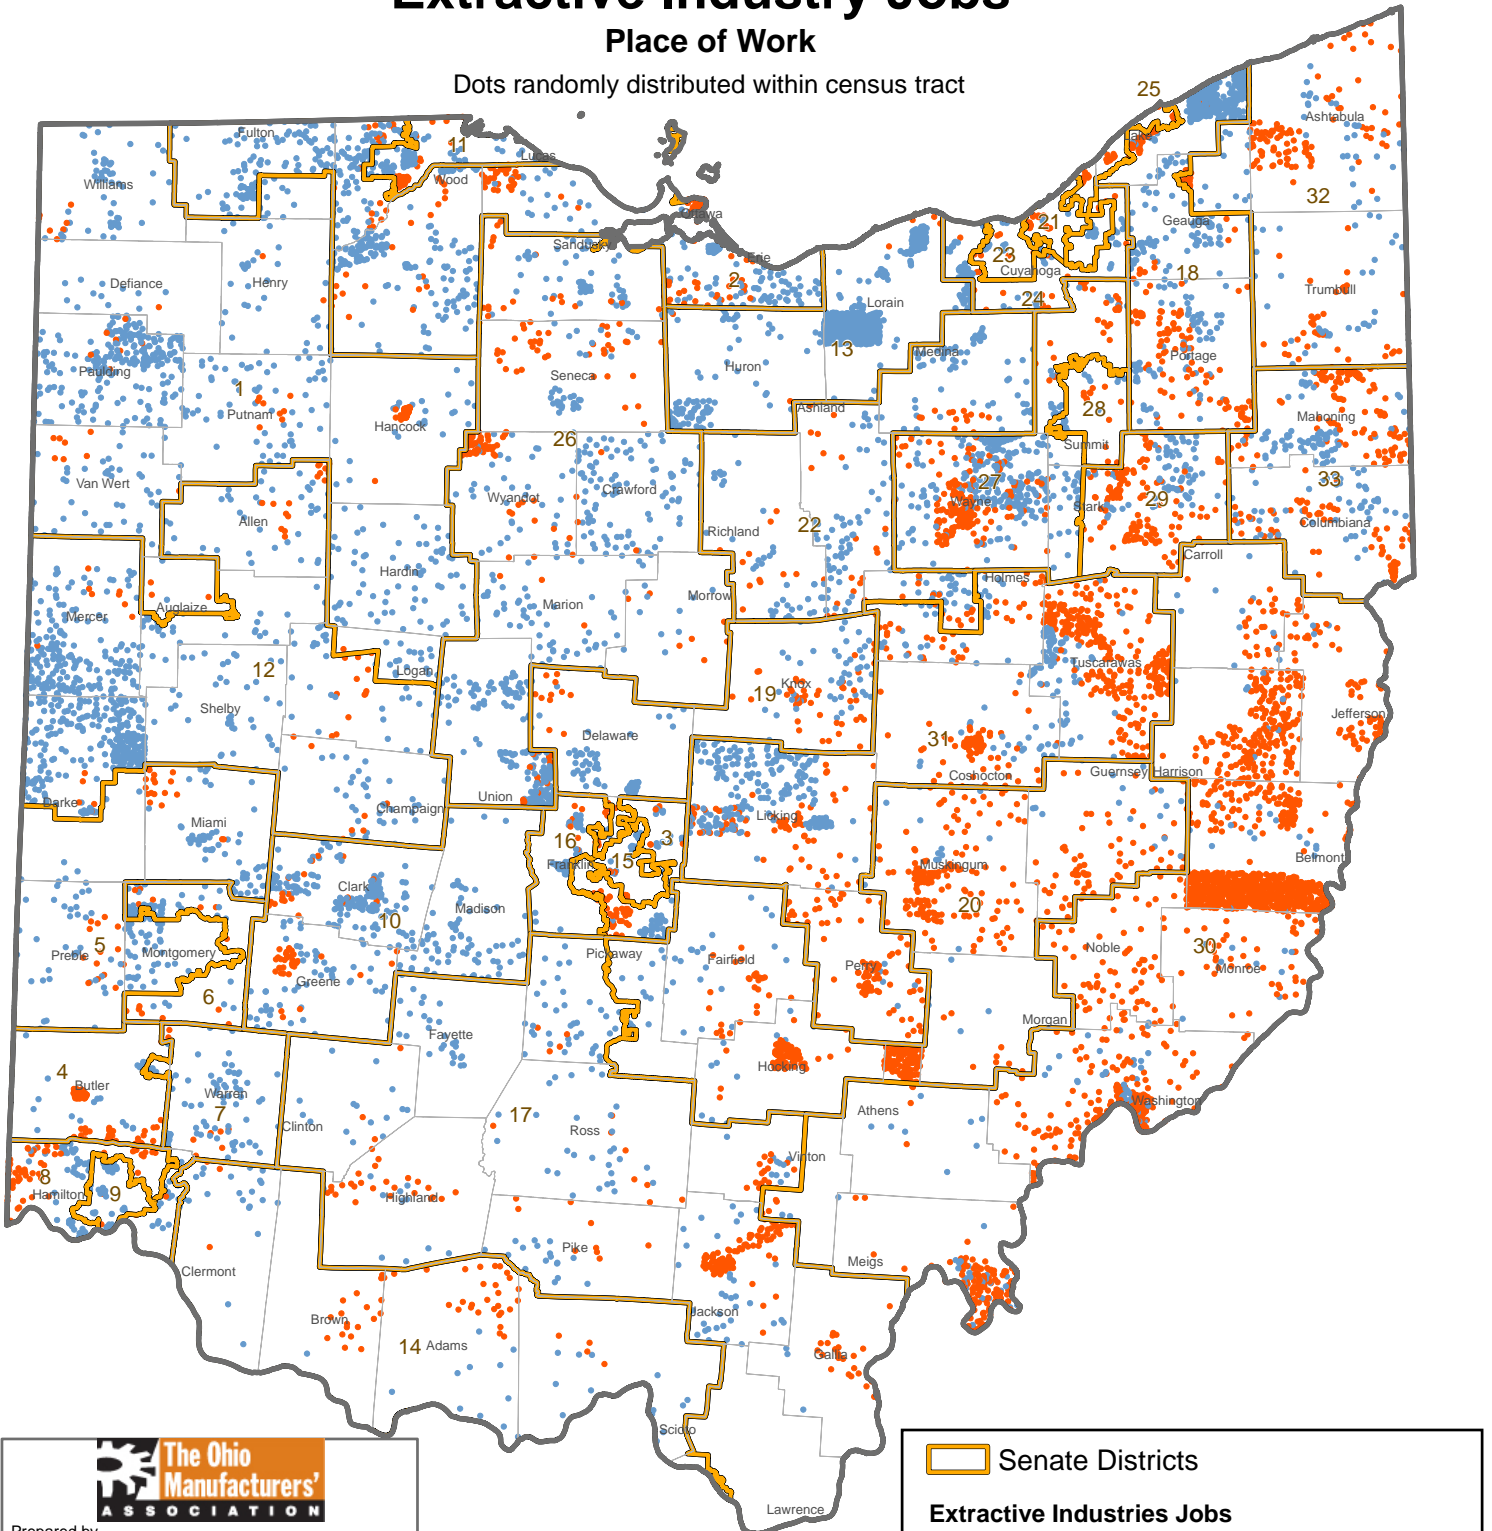 Extractive Industry Jobs
Place of Work
Dots randomly distributed within census tract
25
Ashtabula
Lake
Fulton
11
Lucas
Wood
Williams
32
Ottawa
21
Geauga
Sandusky
Erie
23
Cuyahoga
18
2
Defiance
Henry
24
Trumbull
Lorain
13
Medina
Portage
Paulding
Huron
Seneca
1
Putnam
Ashland
28
Mahoning
Hancock
26
Summit
Van Wert
Wyandot
Crawford
27
Wayne
29
33
Stark
Allen
Richland
22
Columbiana
Carroll
Hardin
Holmes
Auglaize
Marion
Morrow
Mercer
12
Logan
Tuscarawas
19
Knox
Shelby
Jefferson
Delaware
31
Coshocton
Guernsey
Harrison
Darke
Union
Champaign
Miami
Licking
16
3
Franklin
15
Belmont
Muskingum
Clark
Madison
10
20
5
Preble
Montgomery
Pickaway
Fairfield
Noble
30
Perry
Monroe
Greene
6
Morgan
Fayette
4
Butler
Hocking
Warren
7
Washington
17
Athens
Clinton
Ross
Vinton
8
Hamilton
9
Highland
Pike
Clermont
Meigs
Jackson
Brown
14
Adams
Gallia
Scioto
Lawrence
The Ohio
Manufacturers'
ASSOCIATION
Prepared by
Senate Districts
Extractive Industries Jobs